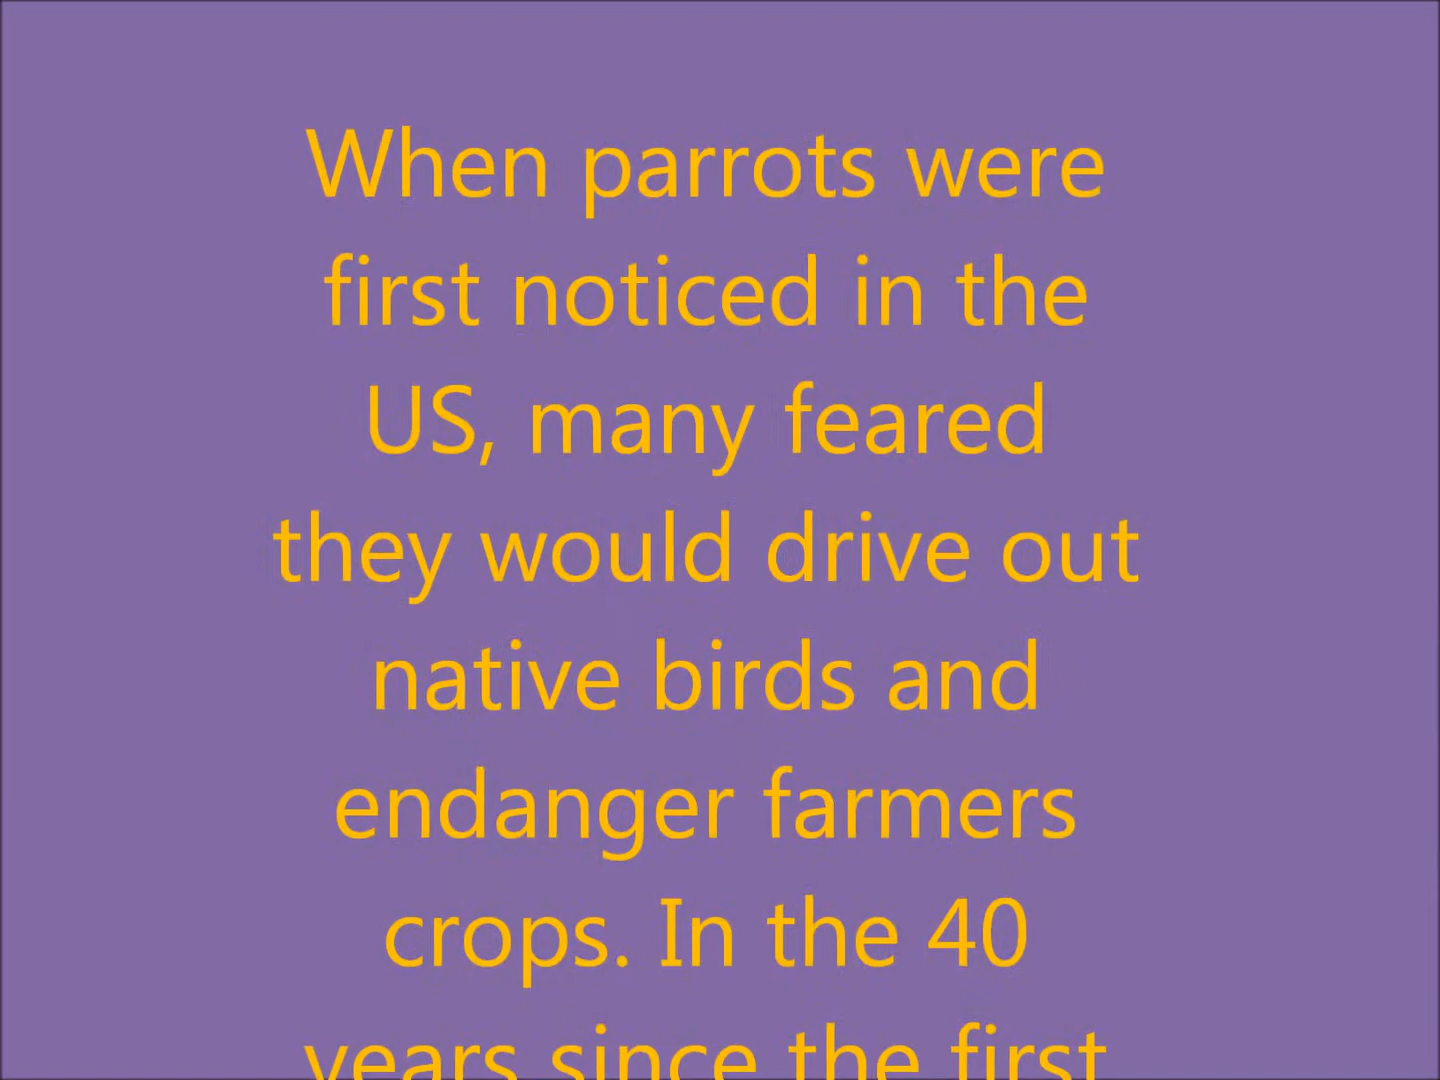 When parrots were
first noticed in the
US, many feared
they would drive out
native birds and
endanger farmers
crops. In the 40
years since the first